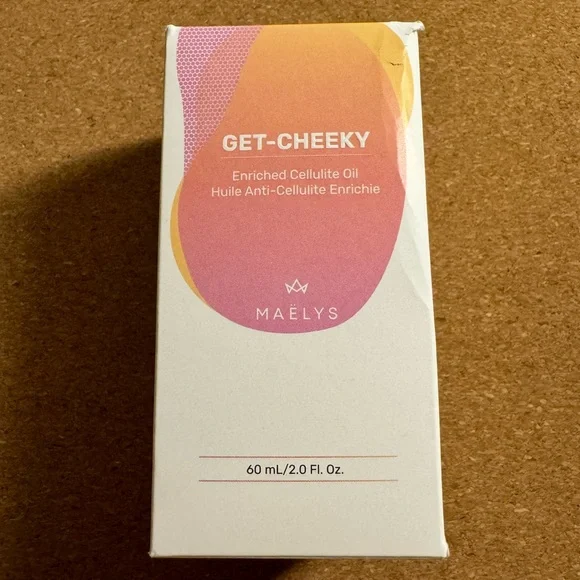 GET-CHEEKY
Enriched Cellulite Oil
Huile Anti-Cellulite Enrichie
MAËLYS
60 mL/2.0 Fl. Oz.